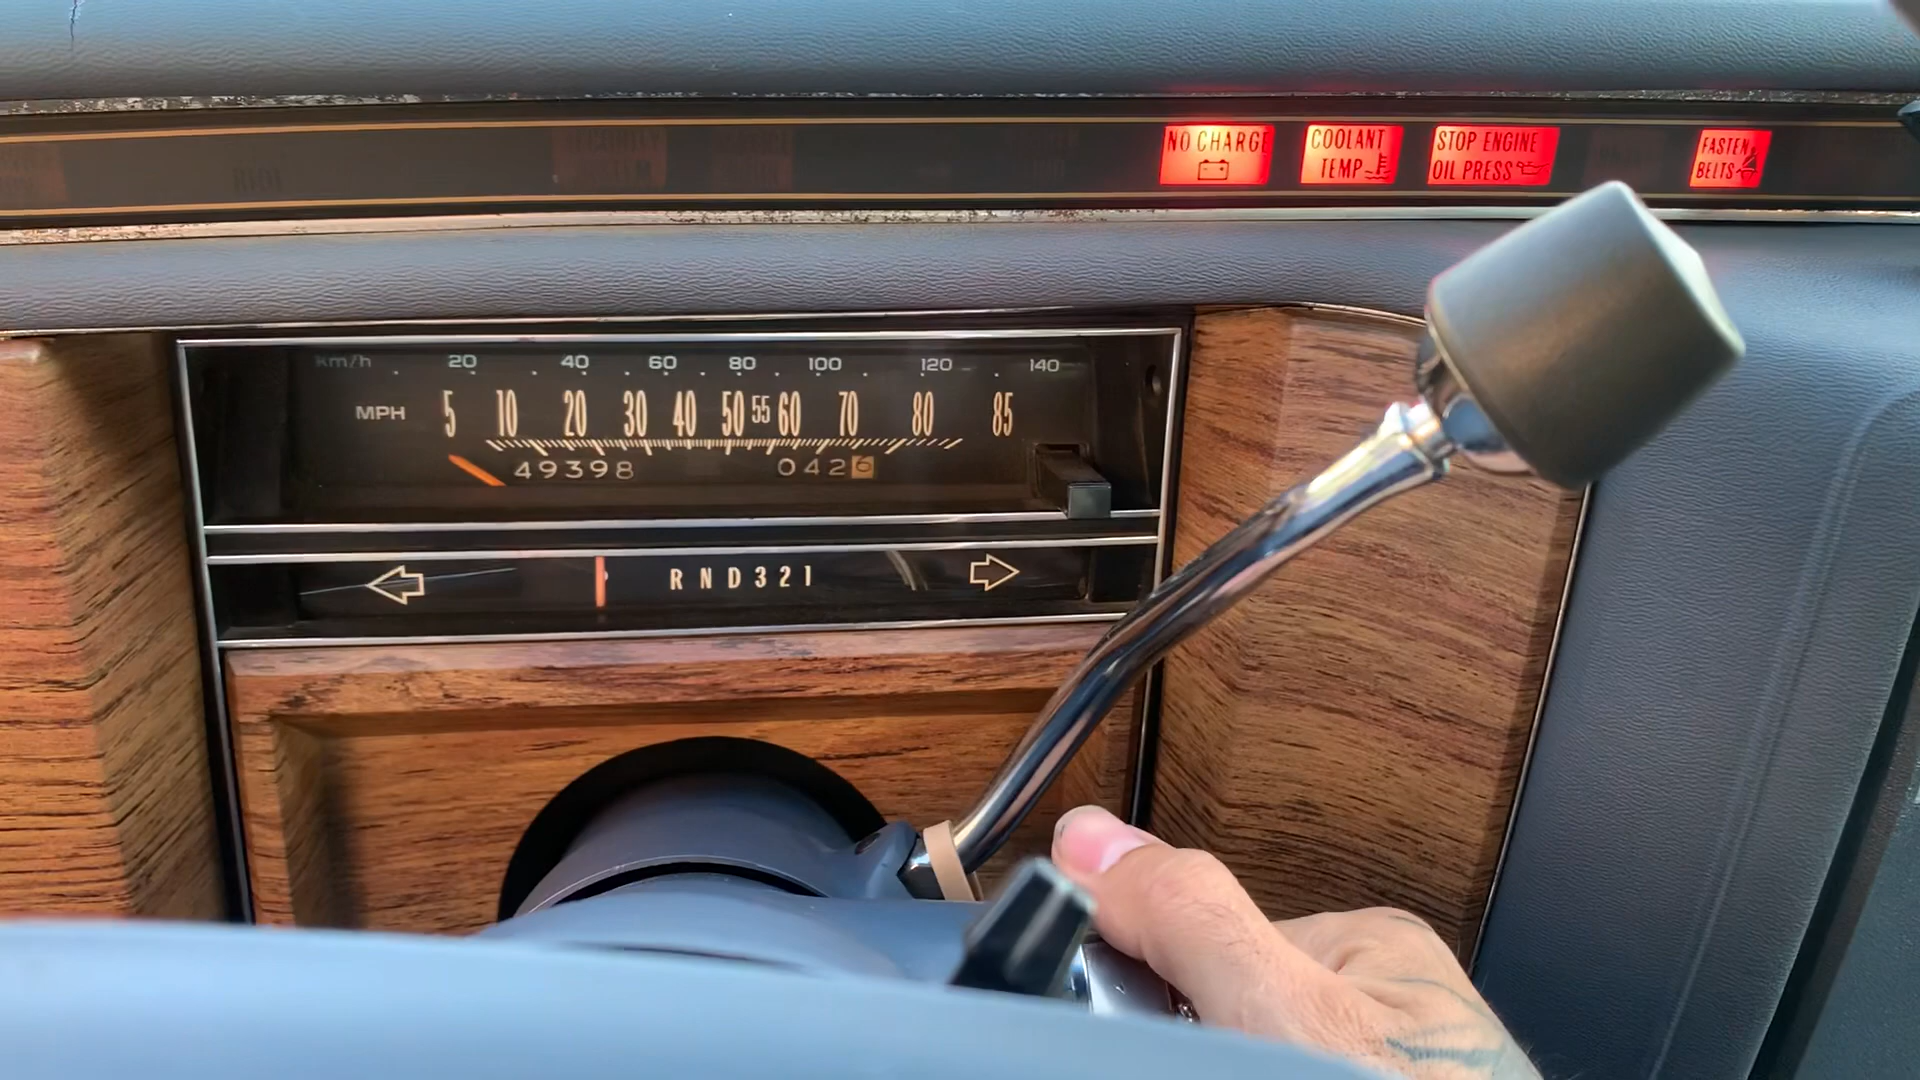 NO CHARGE
COOLANT
TEMP
STOP ENGINE
OIL PRESS
FASTEN
BELTS
km/h 20 40 60 80 100 120 140
MPH 5 10 20 30 40 50 55 60 70 80 85
49398 0426
R N D 3 2 1